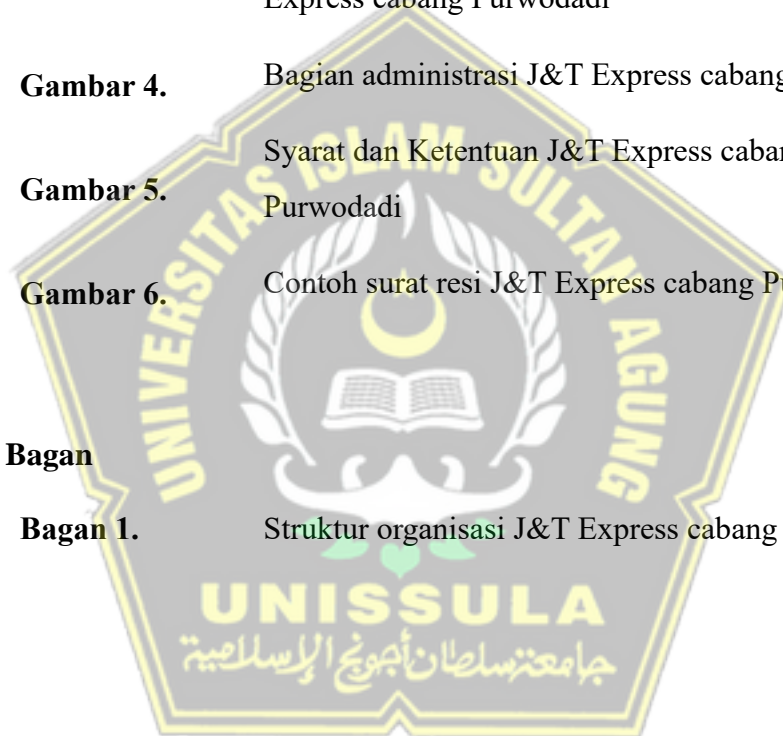 Express cabang Purwodadi
Gambar 4. Bagian administrasi J&T Express cabang
Gambar 5. Syarat dan Ketentuan J&T Express
Purwodadi
Gambar 6. Contoh surat resi J&T Express cabang
Bagan
Bagan 1. Struktur organisasi J&T Express cabang
UNIVERSITAS ISLAM SULTAN AGUNG
UNISSULA
جامعة سلطان أجونج الإسلامية